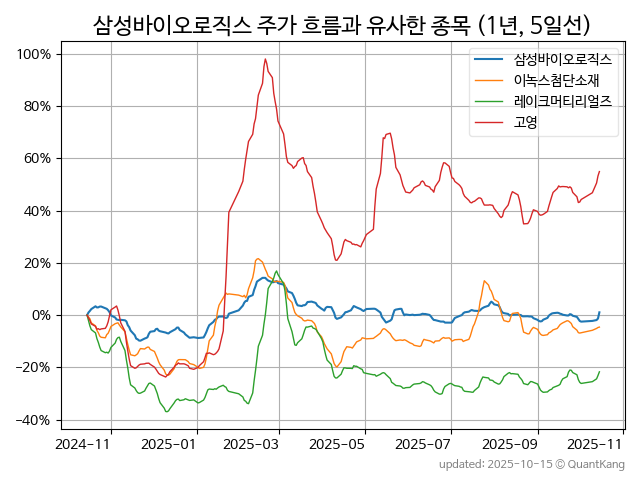 삼성바이오로직스 주가 흐름과 유사한 종목 (1년, 5일선)
삼성바이오로직스
이녹스첨단소재
레이크머티리얼즈
고영
100%
80%
60%
40%
20%
0%
−20%
−40%
2024-11 2025-01 2025-03 2025-05 2025-07 2025-09 2025-11
updated: 2025-10-15 © QuantKang